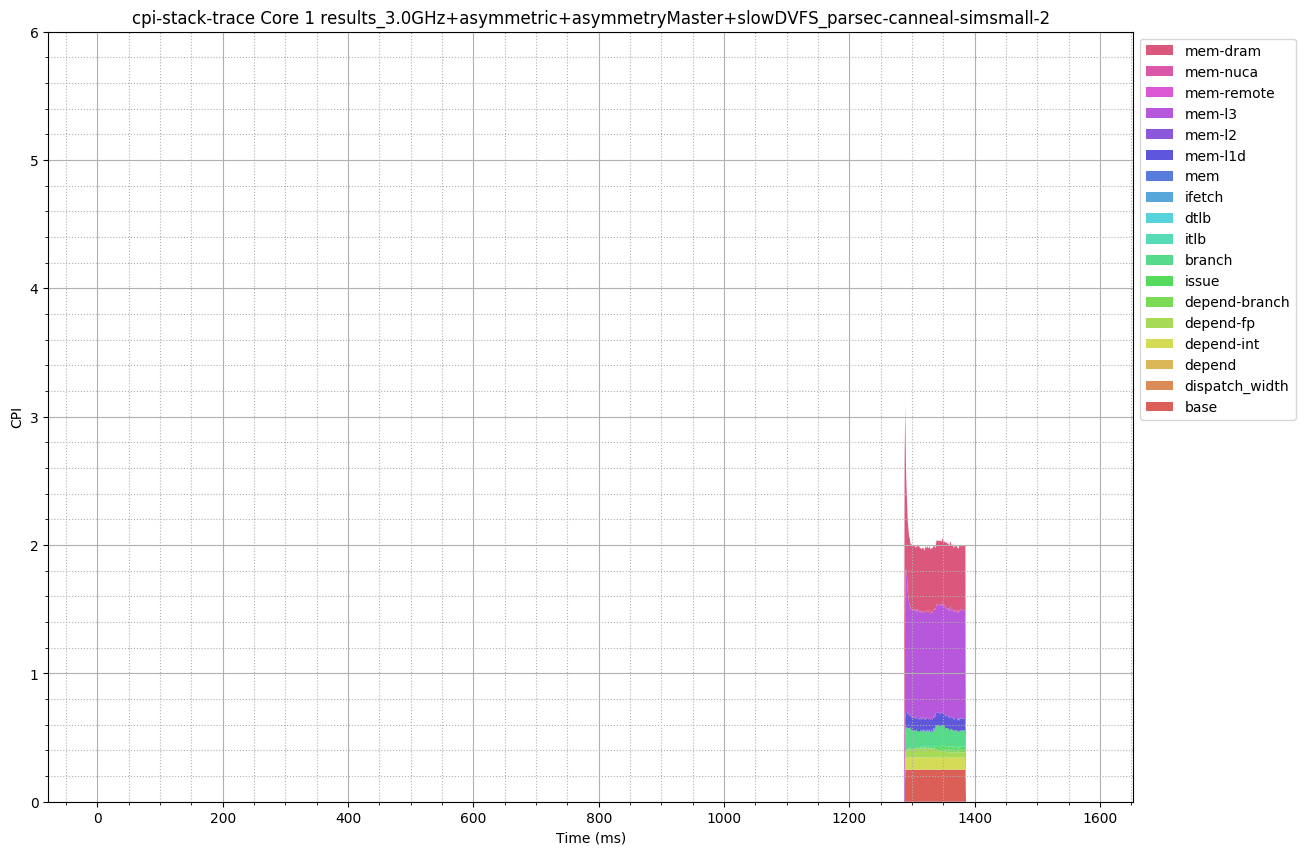 cpi-stack-trace Core 1 results_3.0GHz+asymmetric+asymmetryMaster+slowDVFS_parsec-canneal-simsmall-2
6
5
4
3
2
1
0
CPI
0 200 400 600 800 1000 1200 1400 1600
Time (ms)
mem-dram
mem-nuca
mem-remote
mem-l3
mem-l2
mem-l1d
mem
ifetch
dtlb
itlb
branch
issue
depend-branch
depend-fp
depend-int
depend
dispatch_width
base